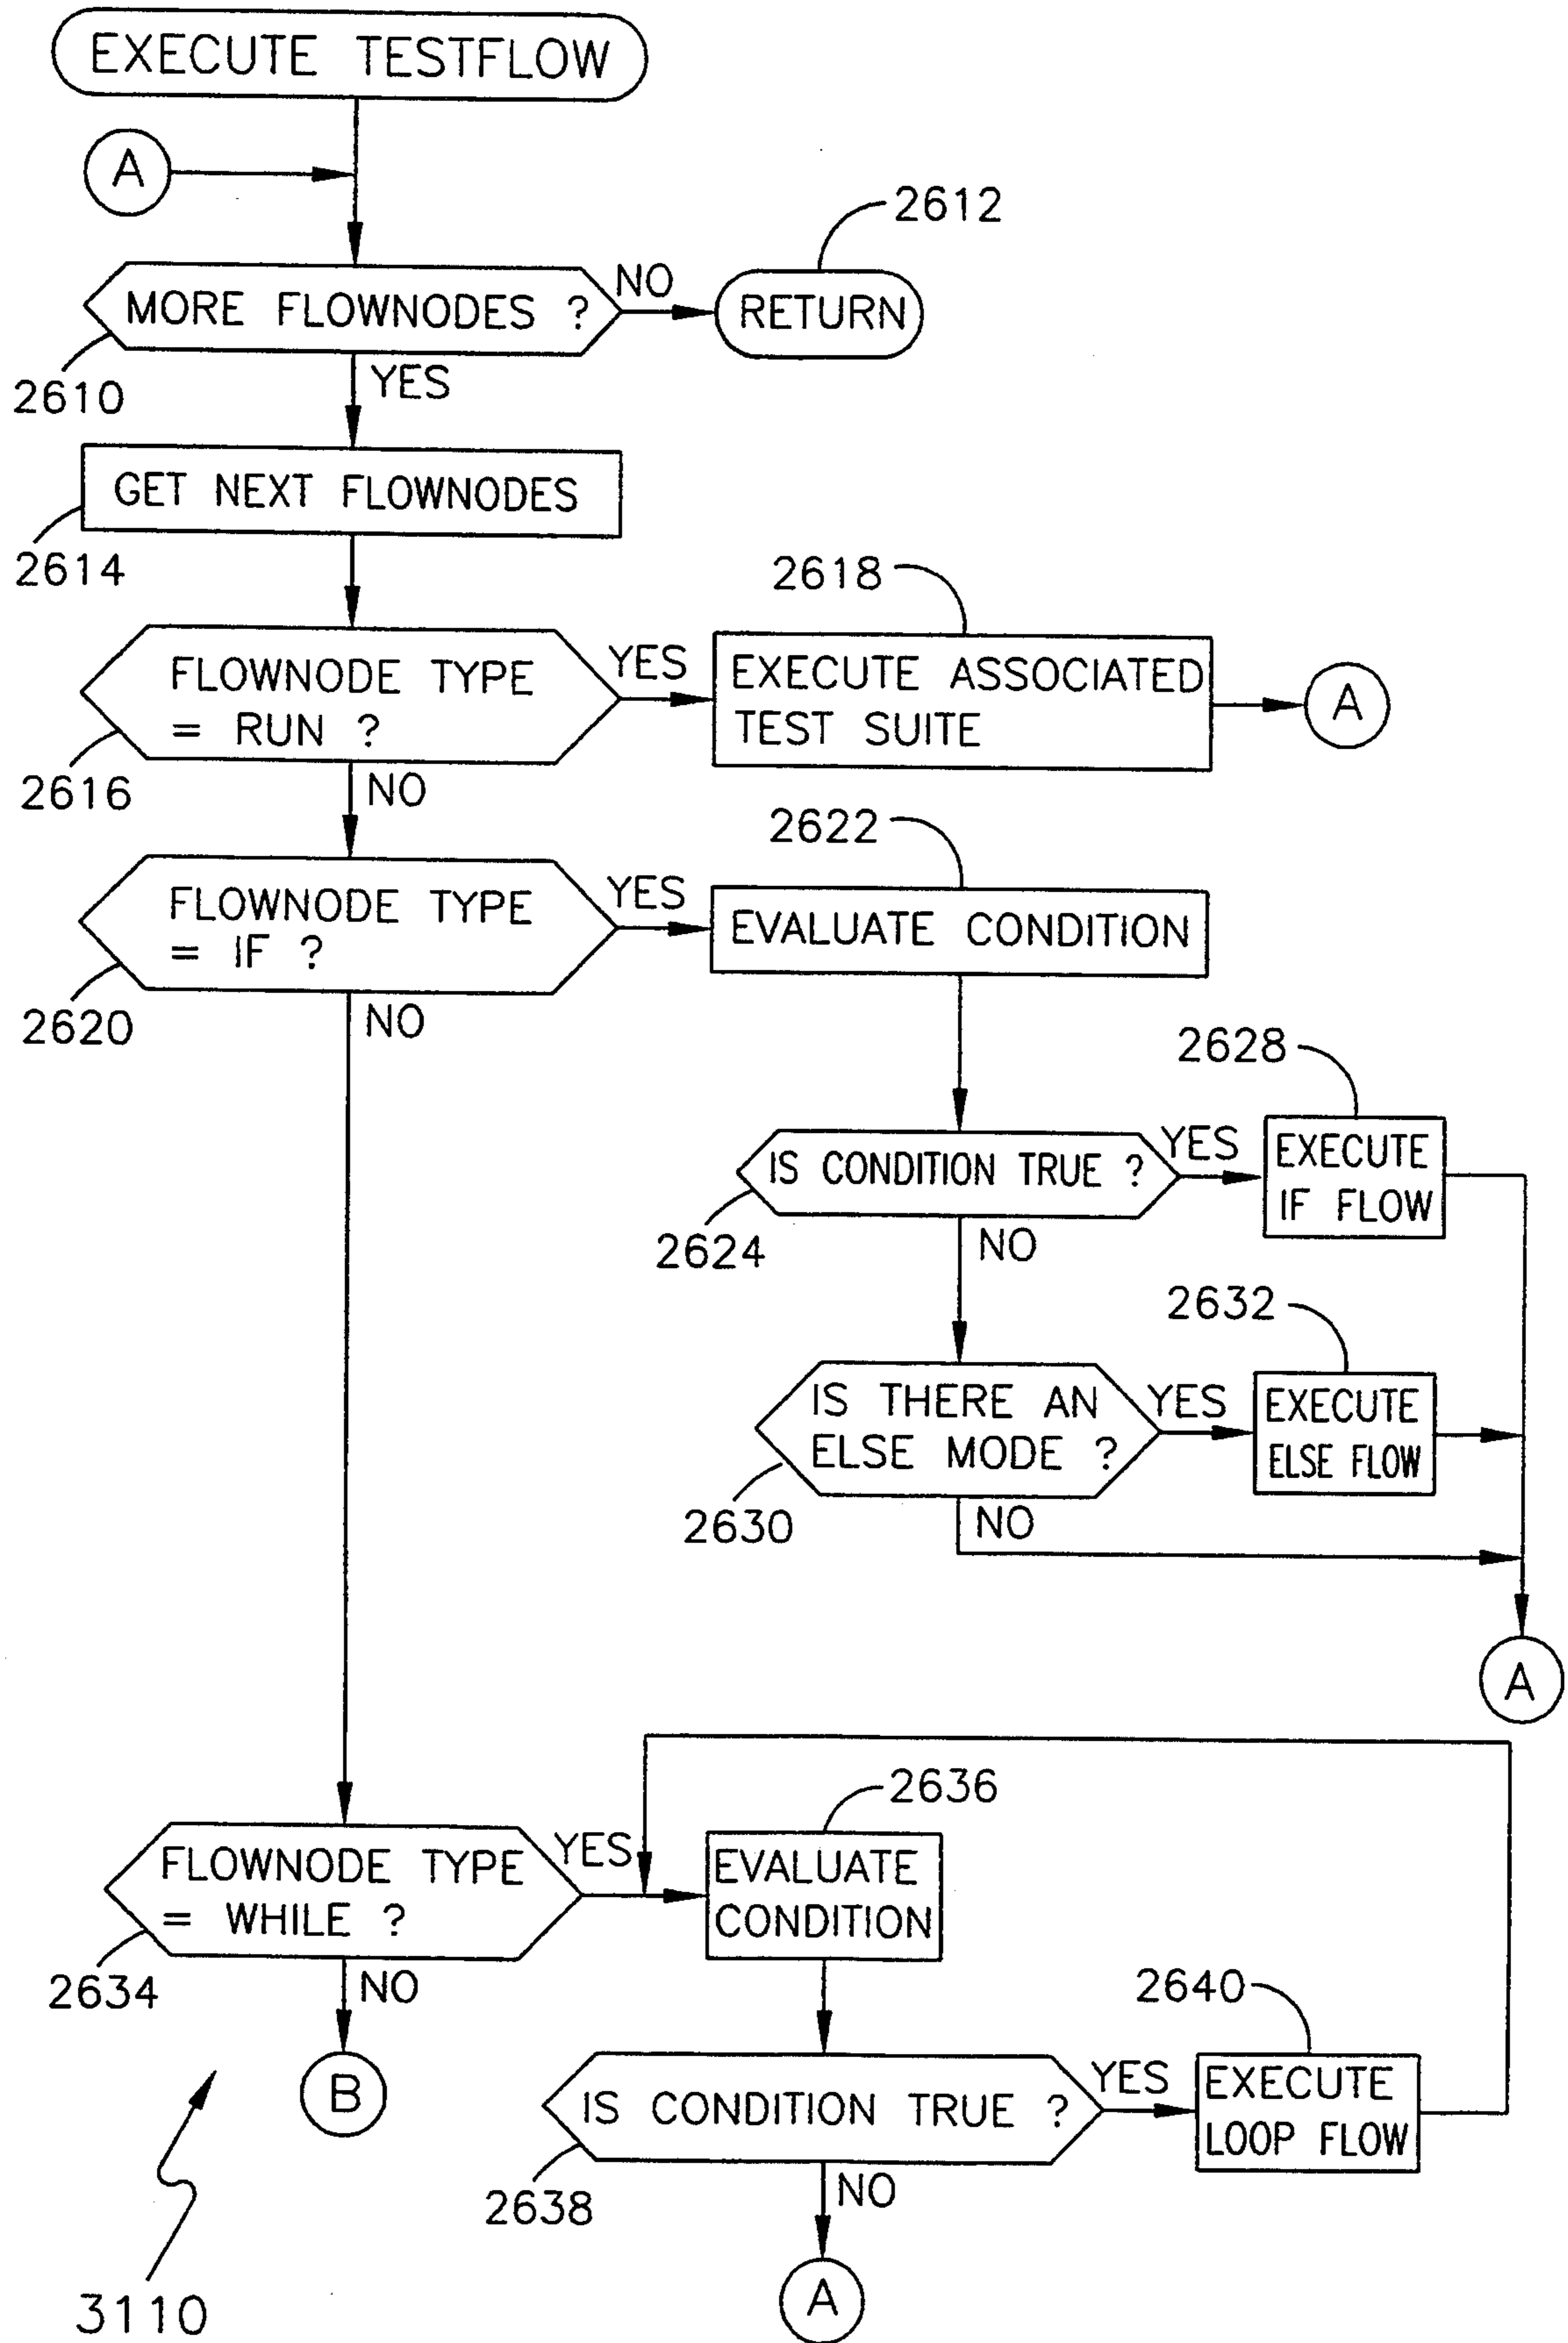 EXECUTE TESTFLOW
A
2612
MORE FLOWNODES ?
NO
RETURN
2610
YES
GET NEXT FLOWNODES
2614
2618
FLOWNODE TYPE
= RUN ?
YES
EXECUTE ASSOCIATED
TEST SUITE
A
2616
NO
2622
FLOWNODE TYPE
= IF ?
YES
EVALUATE CONDITION
2620
NO
2628
IS CONDITION TRUE ?
YES
EXECUTE
IF FLOW
2624
NO
2632
IS THERE AN
ELSE MODE ?
YES
EXECUTE
ELSE FLOW
2630
NO
A
2636
FLOWNODE TYPE
= WHILE ?
YES
EVALUATE
CONDITION
2634
NO
2640
B
IS CONDITION TRUE ?
YES
EXECUTE
LOOP FLOW
2638
NO
A
3110